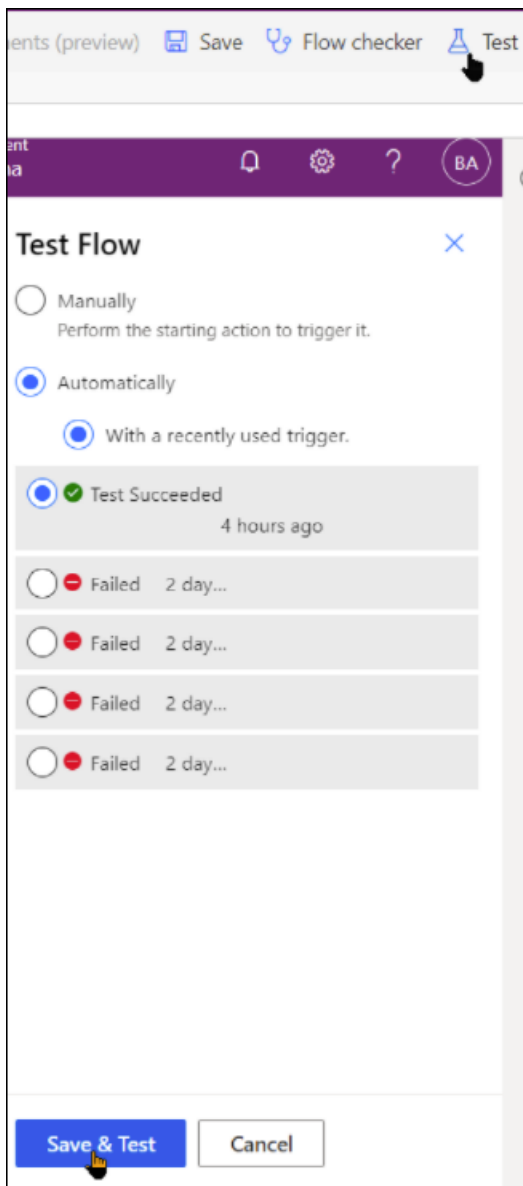 ents (preview) Save Flow checker Test
ent
na ? BA
Test Flow
Manually
Perform the starting action to trigger it.
Automatically
With a recently used trigger.
Test Succeeded
4 hours ago
Failed 2 day...
Failed 2 day...
Failed 2 day...
Failed 2 day...
Save & Test Cancel